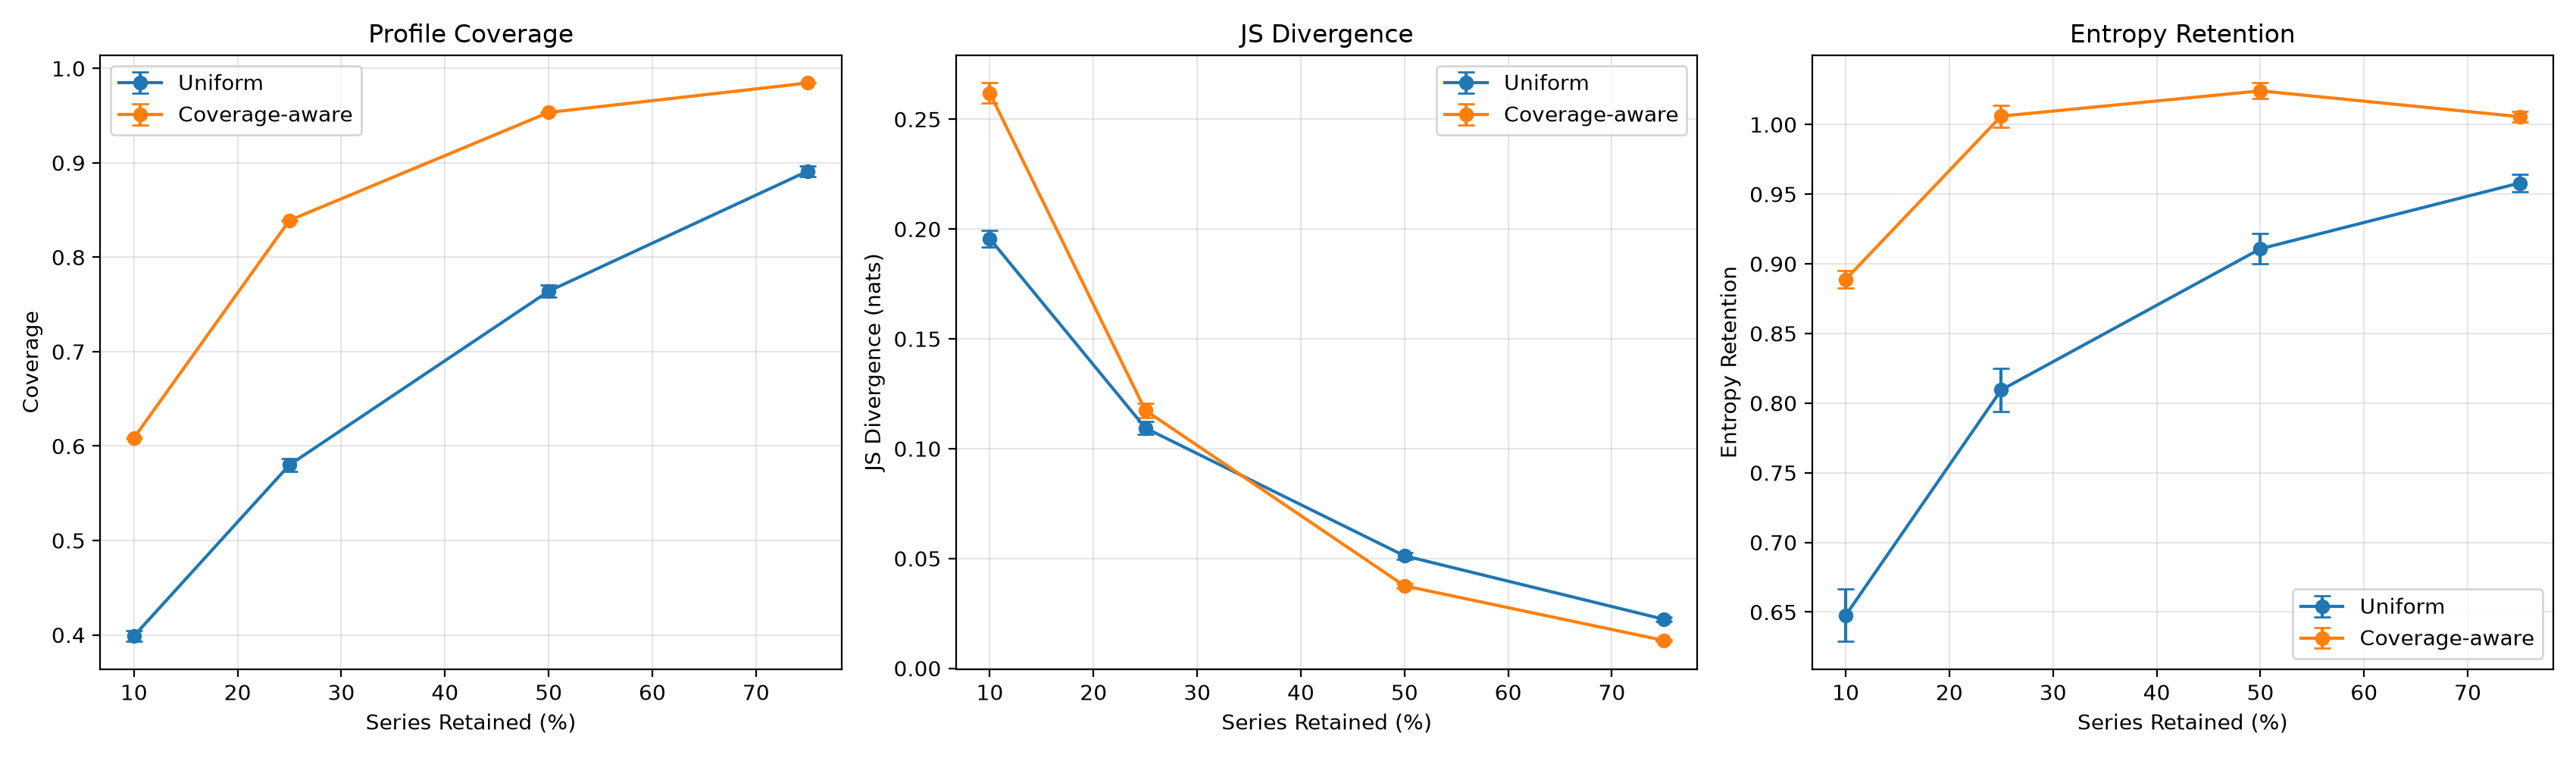 Profile Coverage
Coverage
1.0
0.9
0.8
0.7
0.6
0.5
0.4
Uniform
Coverage-aware
10 20 30 40 50 60 70
Series Retained (%)
JS Divergence
JS Divergence (nats)
0.25
0.20
0.15
0.10
0.05
0.00
Uniform
Coverage-aware
10 20 30 40 50 60 70
Series Retained (%)
Entropy Retention
Entropy Retention
1.00
0.95
0.90
0.85
0.80
0.75
0.70
0.65
Uniform
Coverage-aware
10 20 30 40 50 60 70
Series Retained (%)